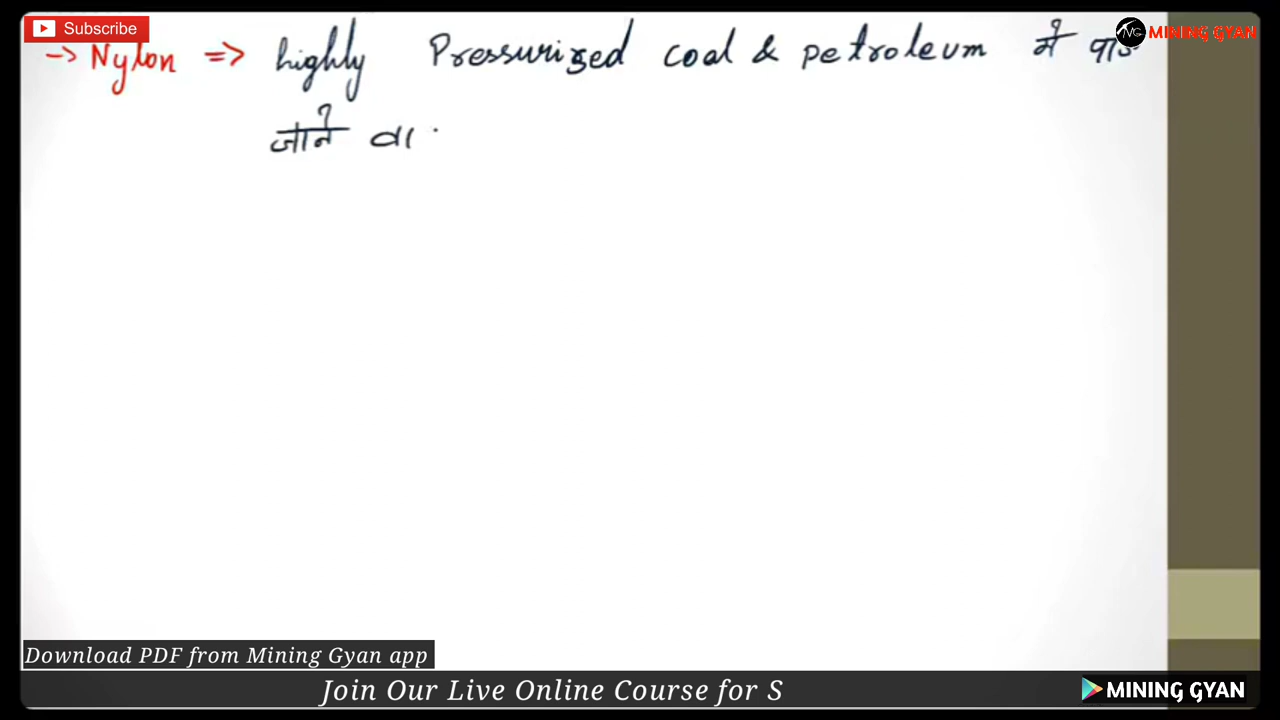 Subscribe
MINING GYAN
→ Nylon => highly Pressurized coal & petroleum में
जाने वा
Download PDF from Mining Gyan app
Join Our Live Online Course for S
MINING GYAN